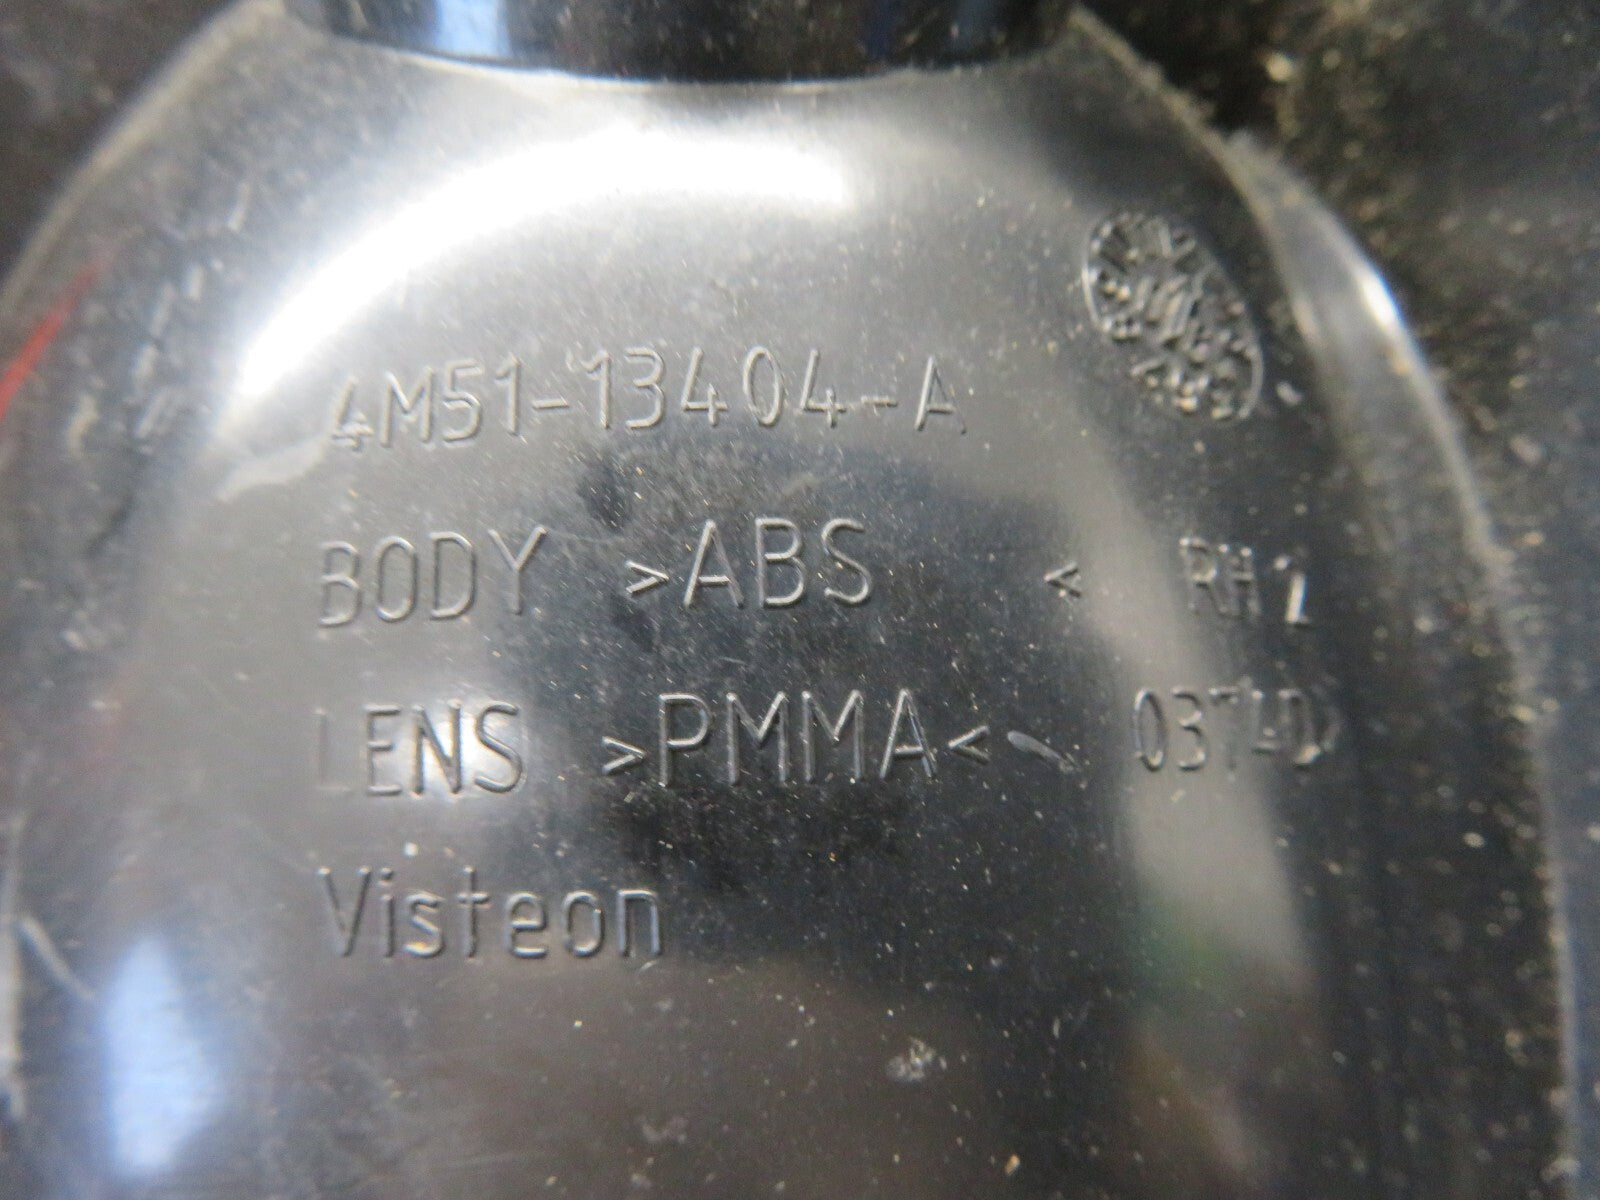 4M51-13404-A
BODY >ABS < RH
LENS >PMMA<
Visteon